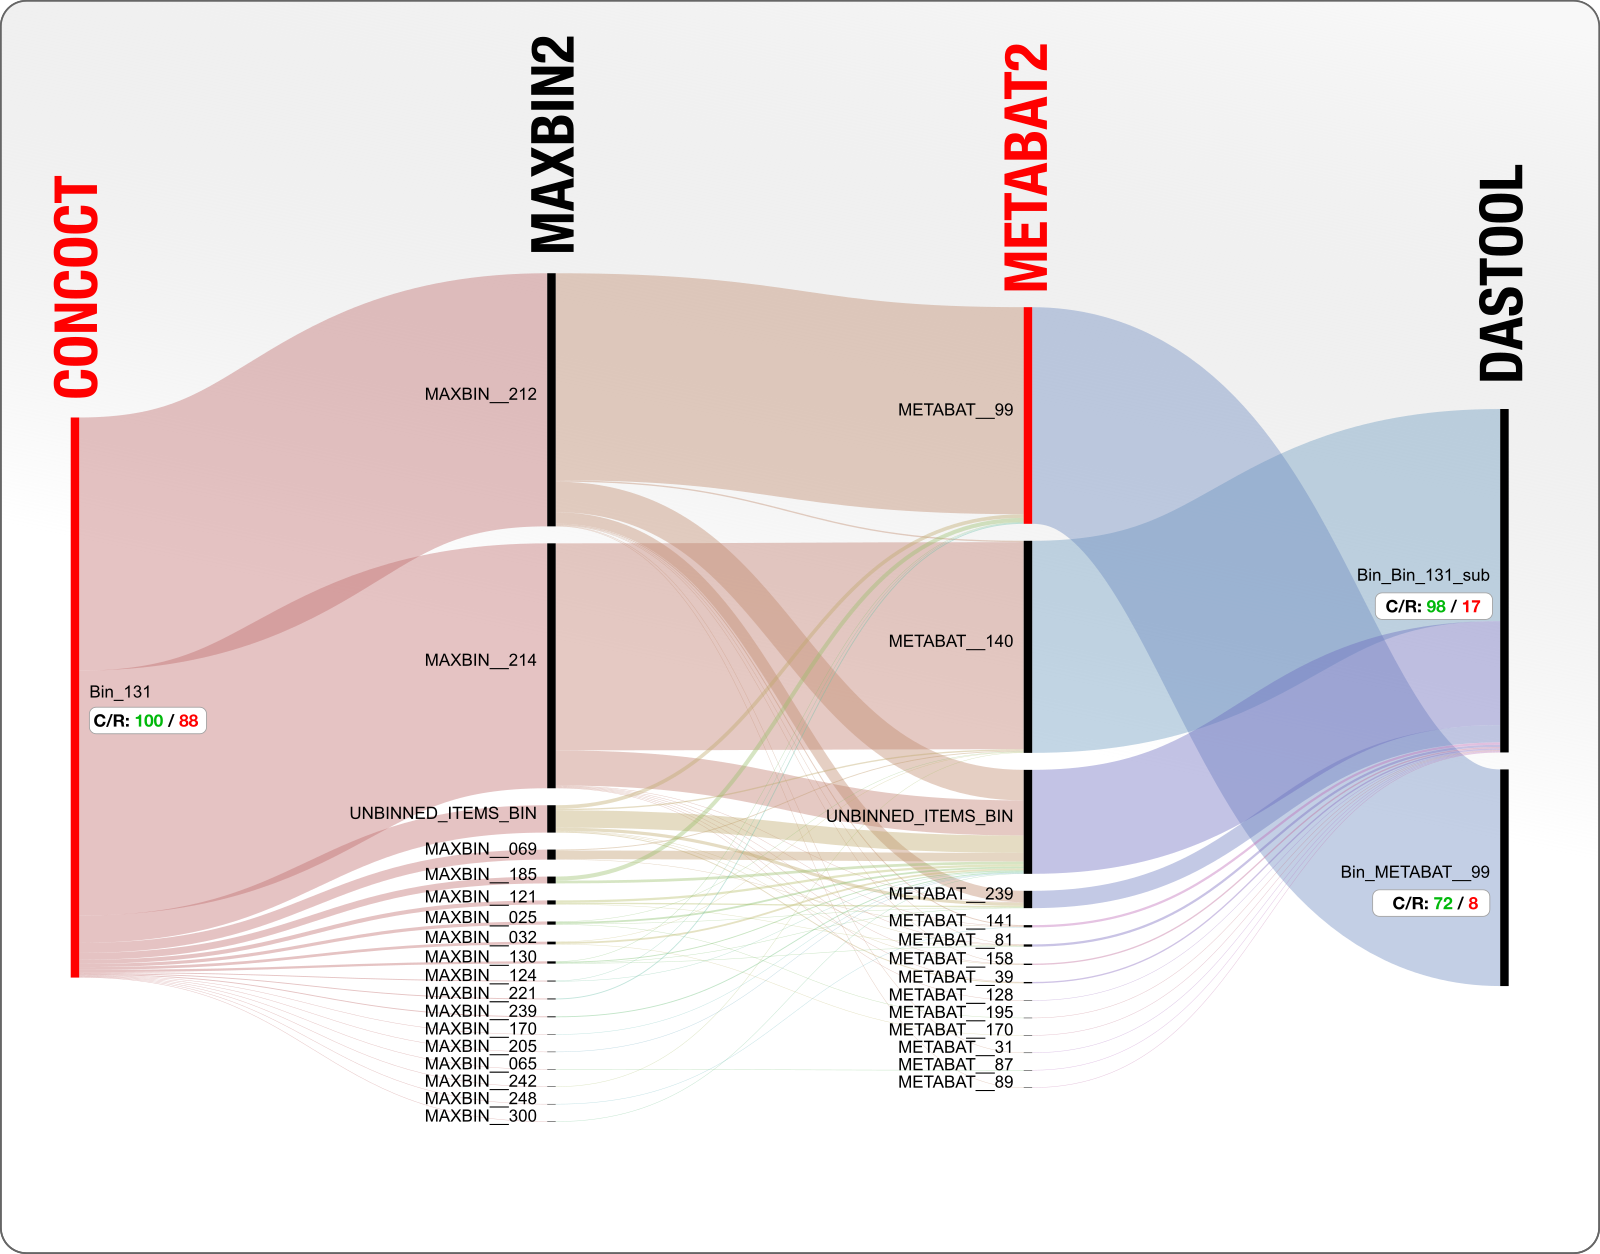 CONCOCT
MAXBIN2
METABAT2
DASTOOL
Bin_131
C/R: 100 / 88
MAXBIN__212
MAXBIN__214
UNBINNED_ITEMS_BIN
MAXBIN__069
MAXBIN__185
MAXBIN__121
MAXBIN__025
MAXBIN__032
MAXBIN__130
MAXBIN__124
MAXBIN__221
MAXBIN__239
MAXBIN__170
MAXBIN__205
MAXBIN__065
MAXBIN__242
MAXBIN__248
MAXBIN__300
METABAT__99
METABAT__140
UNBINNED_ITEMS_BIN
METABAT__239
METABAT__141
METABAT__81
METABAT__158
METABAT__39
METABAT__128
METABAT__195
METABAT__170
METABAT__31
METABAT__87
METABAT__89
Bin_Bin_131_sub
C/R: 98 / 17
Bin_METABAT__99
C/R: 72 / 8